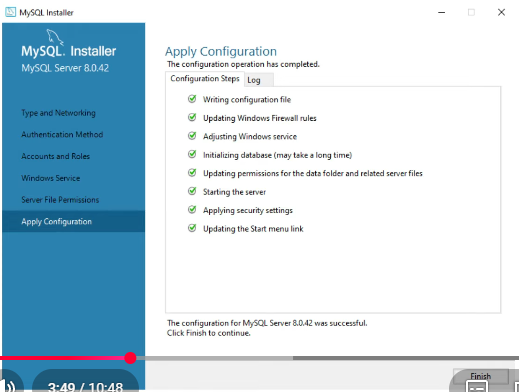 MySQL Installer
MySQL. Installer
MySQL Server 8.0.42
Type and Networking
Authentication Method
Accounts and Roles
Windows Service
Server File Permissions
Apply Configuration
Apply Configuration
The configuration operation has completed.
Configuration Steps Log
Writing configuration file
Updating Windows Firewall rules
Adjusting Windows service
Initializing database (may take a long time)
Updating permissions for the data folder and related server files
Starting the server
Applying security settings
Updating the Start menu link
The configuration for MySQL Server 8.0.42 was successful.
Click Finish to continue.
Finish
3:49 / 10:48